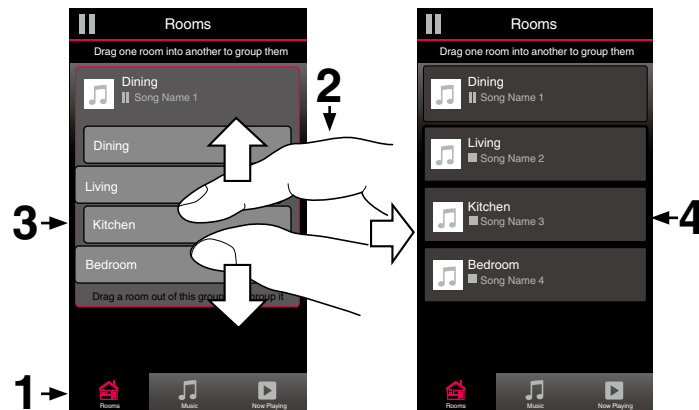 Rooms
Drag one room into another to group them
Dining
Song Name 1
Dining
Living
Kitchen
Bedroom
Drag a room out of this group it
Rooms
Music
Now Playing
2
3
1
Rooms
Drag one room into another to group them
Dining
Song Name 1
Living
Song Name 2
Kitchen
Song Name 3
Bedroom
Song Name 4
Rooms
Music
Now Playing
4